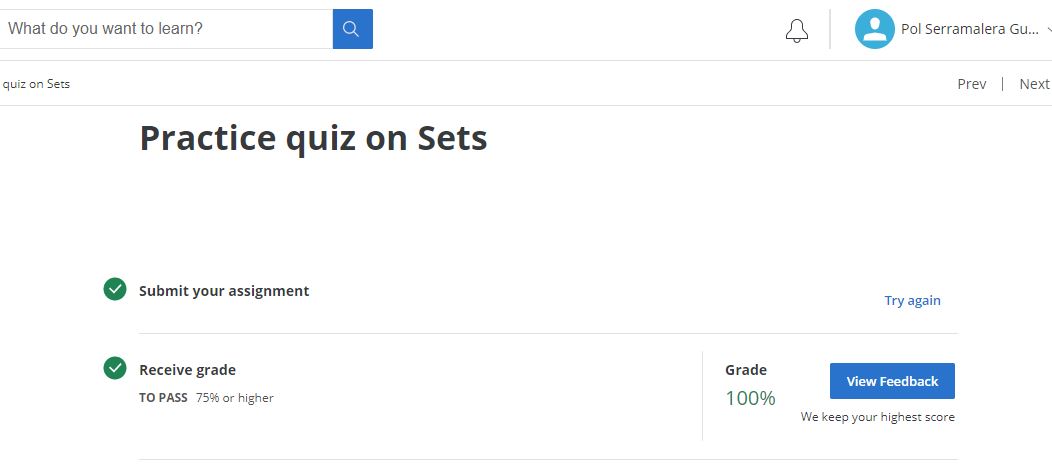 What do you want to learn?
Pol Serramalera Gu...
quiz on Sets
Prev | Next
Practice quiz on Sets
Submit your assignment
Try again
Receive grade
TO PASS 75% or higher
Grade
100%
View Feedback
We keep your highest score